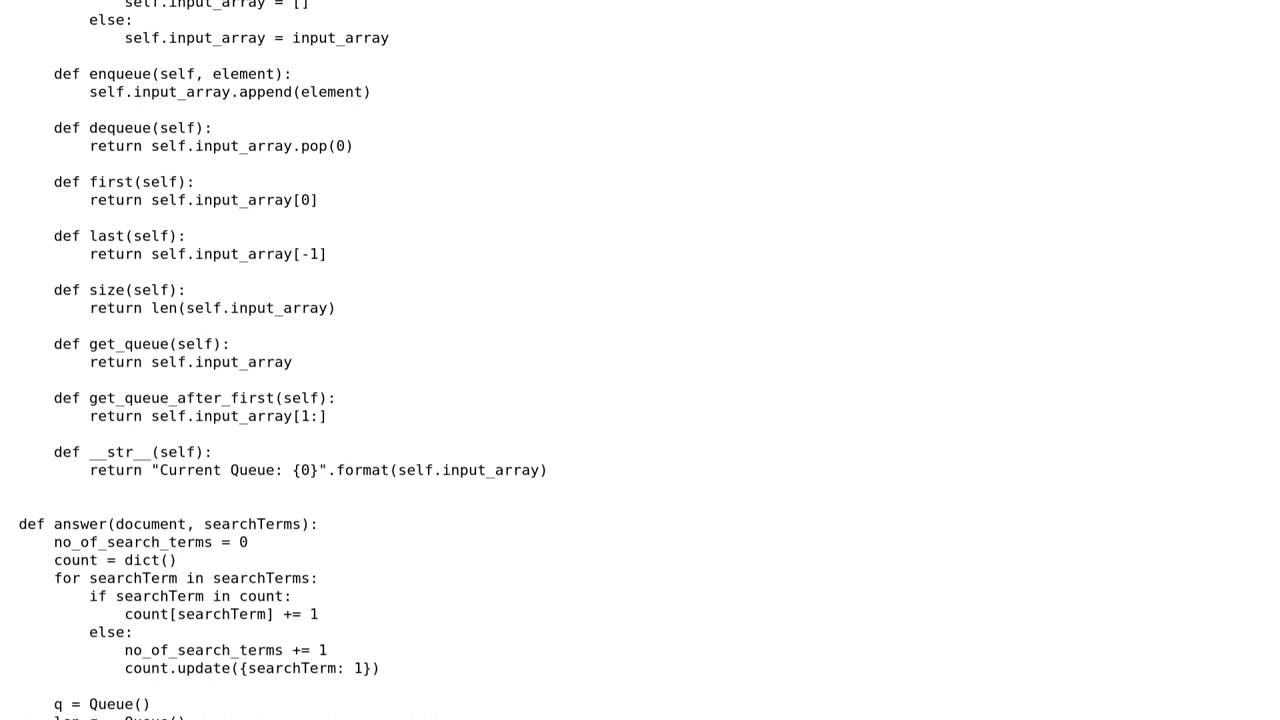 self.input_array = []
        else:
            self.input_array = input_array

    def enqueue(self, element):
        self.input_array.append(element)

    def dequeue(self):
        return self.input_array.pop(0)

    def first(self):
        return self.input_array[0]

    def last(self):
        return self.input_array[-1]

    def size(self):
        return len(self.input_array)

    def get_queue(self):
        return self.input_array

    def get_queue_after_first(self):
        return self.input_array[1:]

    def __str__(self):
        return "Current Queue: {0}".format(self.input_array)


def answer(document, searchTerms):
    no_of_search_terms = 0
    count = dict()
    for searchTerm in searchTerms:
        if searchTerm in count:
            count[searchTerm] += 1
        else:
            no_of_search_terms += 1
            count.update({searchTerm: 1})

    q = Queue()